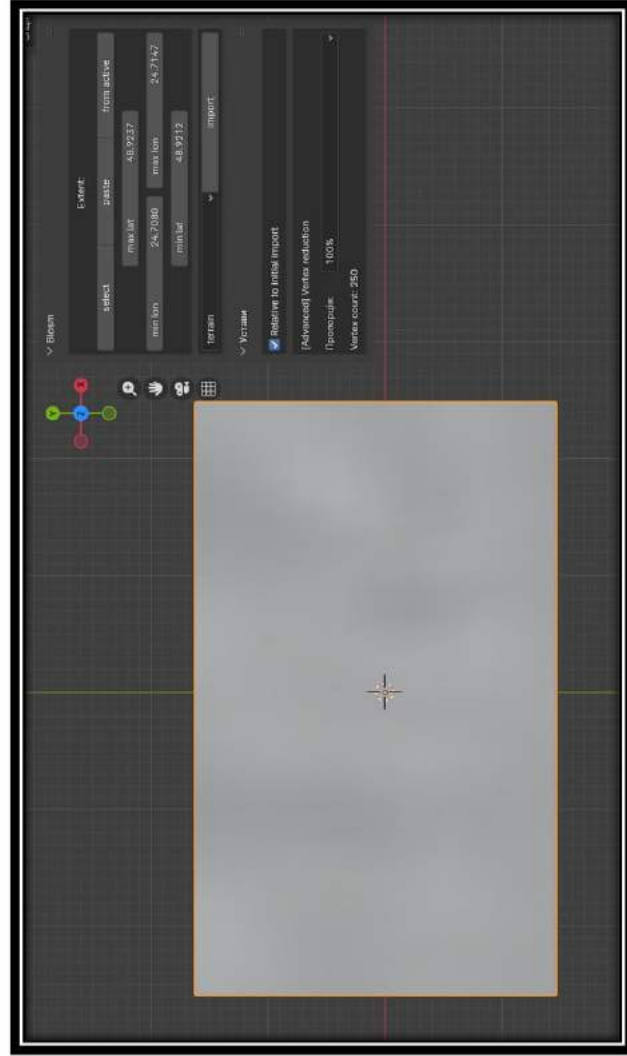 Blosm
Extent:
select paste from active
max lat 48.9237
min lon 24.7080 max lon 24.7147
min lat 48.9212
terrain import
Устави
Relative to initial import
[Advanced] Vertex reduction
Пропорція: 100%
Vertex count: 250
Y
Z
X